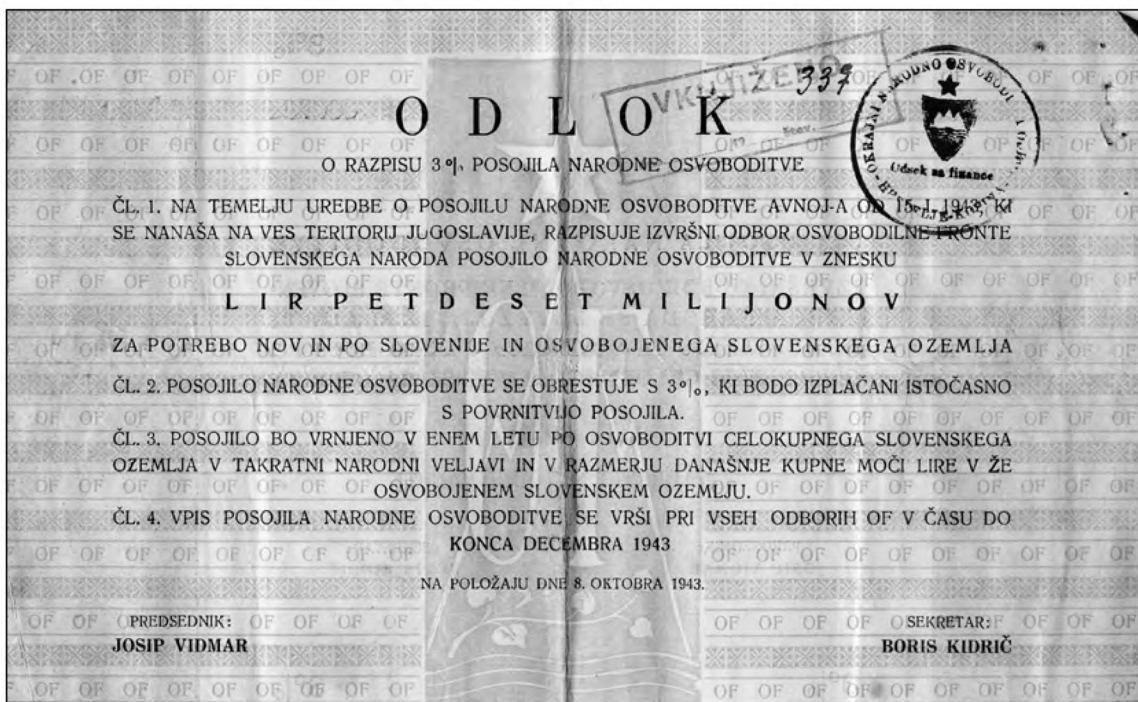 VKNJIŽENO
337
ODLOK
O RAZPISU 3% POSOJILA NARODNE OSVOBODITVE
Odsek za finance
ČL. 1. NA TEMELJU UREDBE O POSOJILU NARODNE OSVOBODITVE AVNOJ-A OD 15. I. 1943, KI
SE NANAŠA NA VES TERITORIJ JUGOSLAVIJE, RAZPISUJE IZVRŠNI ODBOR OSVOBODILNE FRONTE
SLOVENSKEGA NARODA POSOJILO NARODNE OSVOBODITVE V ZNESKU
LIR PETDESET MILIJONOV
ZA POTREBO NOV IN PO SLOVENIJE IN OSVOBOJENEGA SLOVENSKEGA OZEMLJA
ČL. 2. POSOJILO NARODNE OSVOBODITVE SE OBRESTUJE S 3%, KI BODO IZPLAČANI ISTOČASNO
S POVRNITVIJO POSOJILA.
ČL. 3. POSOJILO BO VRNJENO V ENEM LETU PO OSVOBODITVI CELOKUPNEGA SLOVENSKEGA
OZEMLJA V TAKRATNI NARODNI VELJAVI IN V RAZMERJU DANAŠNJE KUPNE MOČI LIRE V ŽE
OSVOBOJENEM SLOVENSKEM OZEMLJU.
ČL. 4. VPIS POSOJILA NARODNE OSVOBODITVE SE VRŠI PRI VSEH ODBORIH OF V ČASU DO
KONCA DECEMBRA 1943
NA POLOŽAJU DNE 8. OKTOBRA 1943.
PREDSEDNIK:
JOSIP VIDMAR
SEKRETAR:
BORIS KIDRIČ